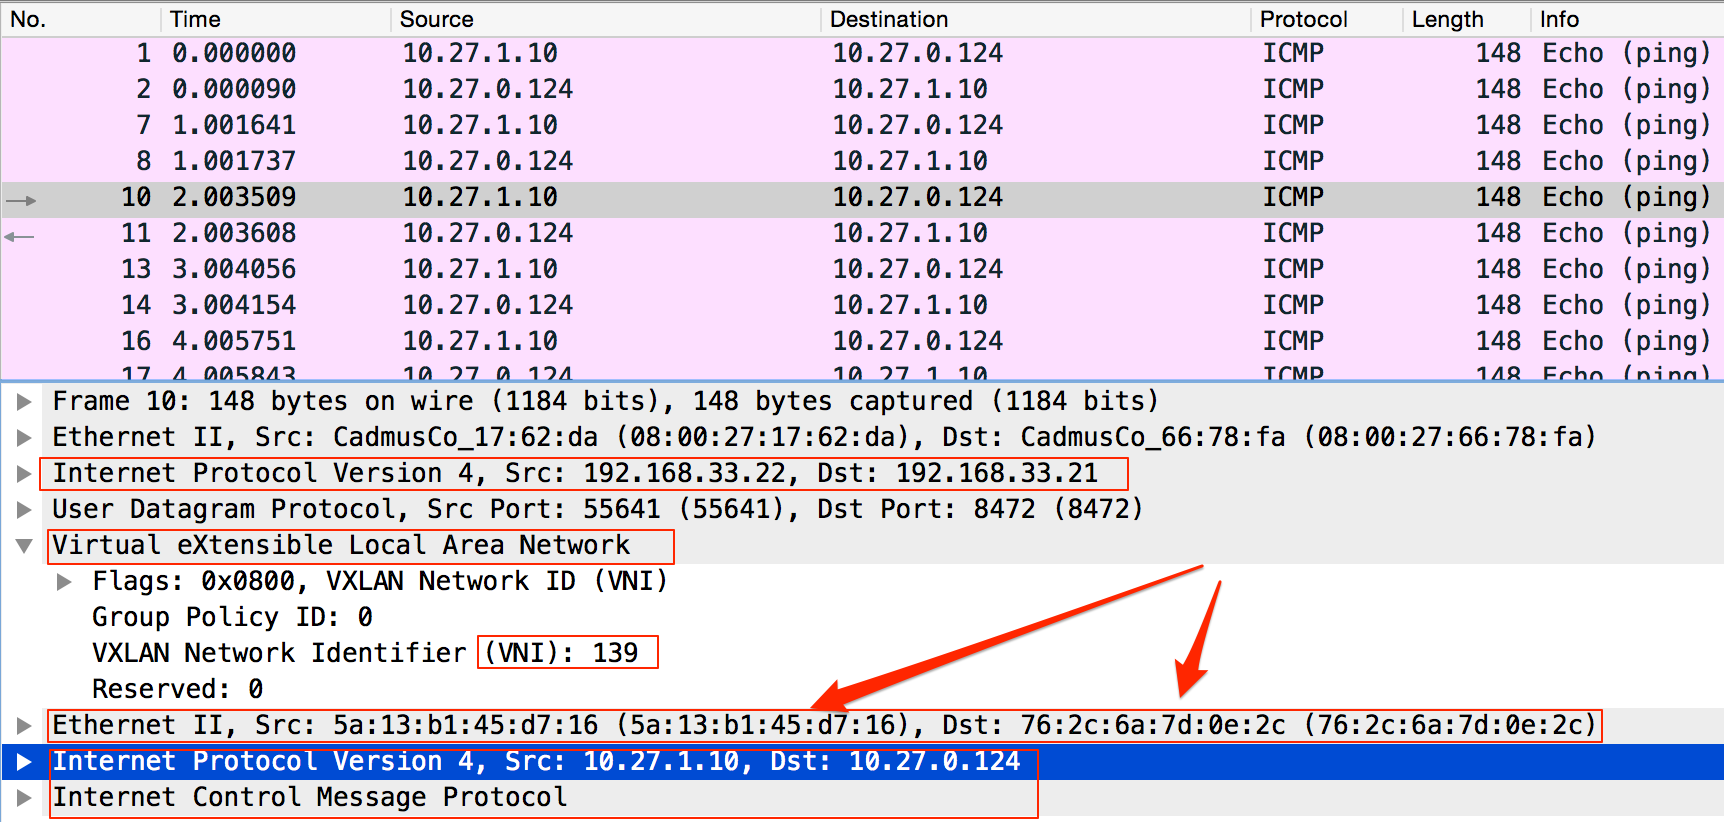 No. Time Source Destination Protocol Length Info
1 0.000000 10.27.1.10 10.27.0.124 ICMP 148 Echo (ping)
2 0.000090 10.27.0.124 10.27.1.10 ICMP 148 Echo (ping)
7 1.001641 10.27.1.10 10.27.0.124 ICMP 148 Echo (ping)
8 1.001737 10.27.0.124 10.27.1.10 ICMP 148 Echo (ping)
10 2.003509 10.27.1.10 10.27.0.124 ICMP 148 Echo (ping)
11 2.003608 10.27.0.124 10.27.1.10 ICMP 148 Echo (ping)
13 3.004056 10.27.1.10 10.27.0.124 ICMP 148 Echo (ping)
14 3.004154 10.27.0.124 10.27.1.10 ICMP 148 Echo (ping)
16 4.005751 10.27.1.10 10.27.0.124 ICMP 148 Echo (ping)
17 4.005843 10.27.0.124 10.27.1.10 ICMP 148 Echo (ping)
Frame 10: 148 bytes on wire (1184 bits), 148 bytes captured (1184 bits)
Ethernet II, Src: CadmusCo_17:62:da (08:00:27:17:62:da), Dst: CadmusCo_66:78:fa (08:00:27:66:78:fa)
Internet Protocol Version 4, Src: 192.168.33.22, Dst: 192.168.33.21
User Datagram Protocol, Src Port: 55641 (55641), Dst Port: 8472 (8472)
Virtual eXtensible Local Area Network
Flags: 0x0800, VXLAN Network ID (VNI)
Group Policy ID: 0
VXLAN Network Identifier (VNI): 139
Reserved: 0
Ethernet II, Src: 5a:13:b1:45:d7:16 (5a:13:b1:45:d7:16), Dst: 76:2c:6a:7d:0e:2c (76:2c:6a:7d:0e:2c)
Internet Protocol Version 4, Src: 10.27.1.10, Dst: 10.27.0.124
Internet Control Message Protocol